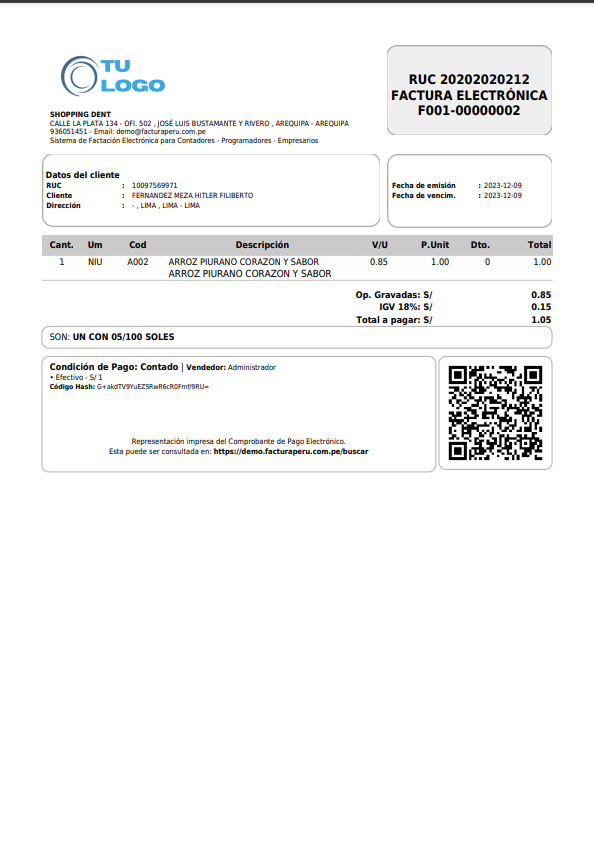 TU
LOGO
RUC 20202020212
FACTURA ELECTRÓNICA
F001-00000002
SHOPPING DENT
CALLE LA PLATA 134 - OFI. 502 , JOSÉ LUIS BUSTAMANTE Y RIVERO , AREQUIPA - AREQUIPA
936051451 - Email: demo@facturaperu.com.pe
Sistema de Factación Electrónica para Contadores - Programadores - Empresarios
Datos del cliente
RUC : 10097569971
Cliente : FERNANDEZ MEZA HITLER FILIBERTO
Dirección : - , LIMA , LIMA - LIMA
Fecha de emisión : 2023-12-09
Fecha de vencim. : 2023-12-09
Cant. Um Cod Descripción V/U P.Unit Dto. Total
1 NIU A002 ARROZ PIURANO CORAZON Y SABOR 0.85 1.00 0 1.00
ARROZ PIURANO CORAZON Y SABOR
Op. Gravadas: S/ 0.85
IGV 18%: S/ 0.15
Total a pagar: S/ 1.05
SON: UN CON 05/100 SOLES
Condición de Pago: Contado | Vendedor: Administrador
• Efectivo - S/ 1
Código Hash: G+akdTV9YuEZSRwR6cR0Fmf/9RU=
Representación impresa del Comprobante de Pago Electrónico.
Esta puede ser consultada en: https://demo.facturaperu.com.pe/buscar